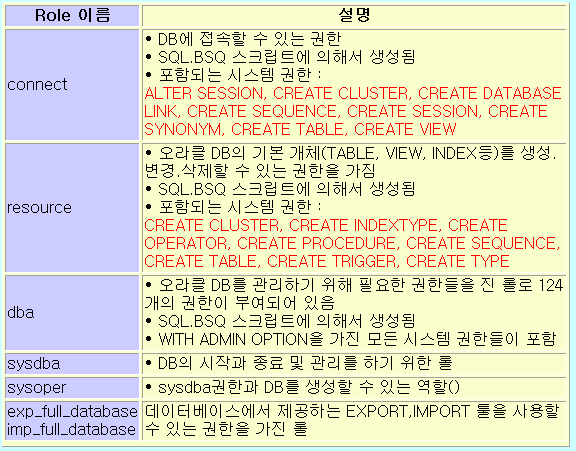 Role 이름 설명
connect
• DB에 접속할 수 있는 권한
• SQL.BSQ 스크립트에 의해서 생성됨
• 포함되는 시스템 권한 :
ALTER SESSION, CREATE CLUSTER, CREATE DATABASE
LINK, CREATE SEQUENCE, CREATE SESSION, CREATE
SYNONYM, CREATE TABLE, CREATE VIEW
resource
• 오라클 DB의 기본 개체(TABLE, VIEW, INDEX등)를 생성.
변경.삭제할 수 있는 권한을 가짐
• SQL.BSQ 스크립트에 의해서 생성됨
• 포함되는 시스템 권한 :
CREATE CLUSTER, CREATE INDEXTYPE, CREATE
OPERATOR, CREATE PROCEDURE, CREATE SEQUENCE,
CREATE TABLE, CREATE TRIGGER, CREATE TYPE
dba
• 오라클 DB를 관리하기 위해 필요한 권한들을 진 롤로 124
개의 권한이 부여되어 있음
• SQL.BSQ 스크립트에 의해서 생성됨
• WITH ADMIN OPTION을 가진 모든 시스템 권한들이 포함
sysdba • DB의 시작과 종료 및 관리를 하기 위한 롤
sysoper • sysdba권한과 DB를 생성할 수 있는 역할()
exp_full_database
imp_full_database
데이터베이스에서 제공하는 EXPORT,IMPORT 툴을 사용할
수 있는 권한을 가진 롤